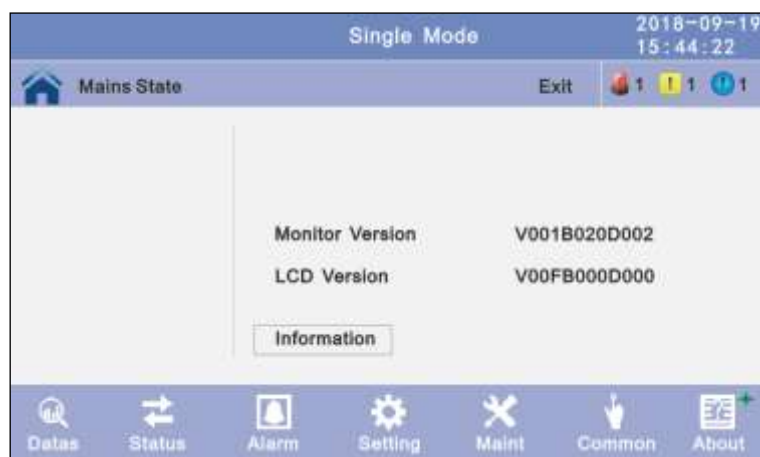 Single Mode
2018-09-19
15:44:22
Mains State
Exit
1
! 1
! 1
Monitor Version V001B020D002
LCD Version V00FB000D000
Information
Datas
Status
Alarm
Setting
Maint
Common
About